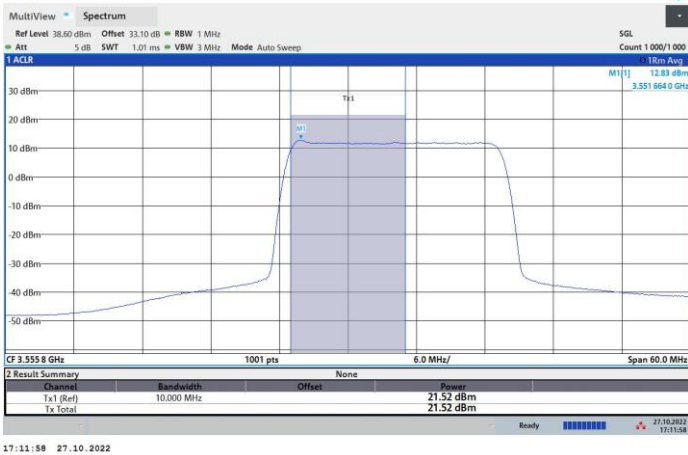 MultiView Spectrum
Ref Level 38.60 dBm Offset 33.10 dB RBW 1 MHz SGL
Att 5 dB SWT 1.01 ms VBW 3 MHz Mode Auto Sweep Count 1 000/1 000
1 ACLR 1Rm Avg
M1[1] 12.83 dBm
3.551 664 0 GHz
30 dBm
Tx1
20 dBm
M1
10 dBm
0 dBm
-10 dBm
-20 dBm
-30 dBm
-40 dBm
-50 dBm
CF 3.555 8 GHz 1001 pts 6.0 MHz/ Span 60.0 MHz
2 Result Summary None
Channel Bandwidth Offset Power
Tx1 (Ref) 10.000 MHz 21.52 dBm
Tx Total 21.52 dBm
Ready 27.10.2022
17:11:58
17:11:58 27.10.2022